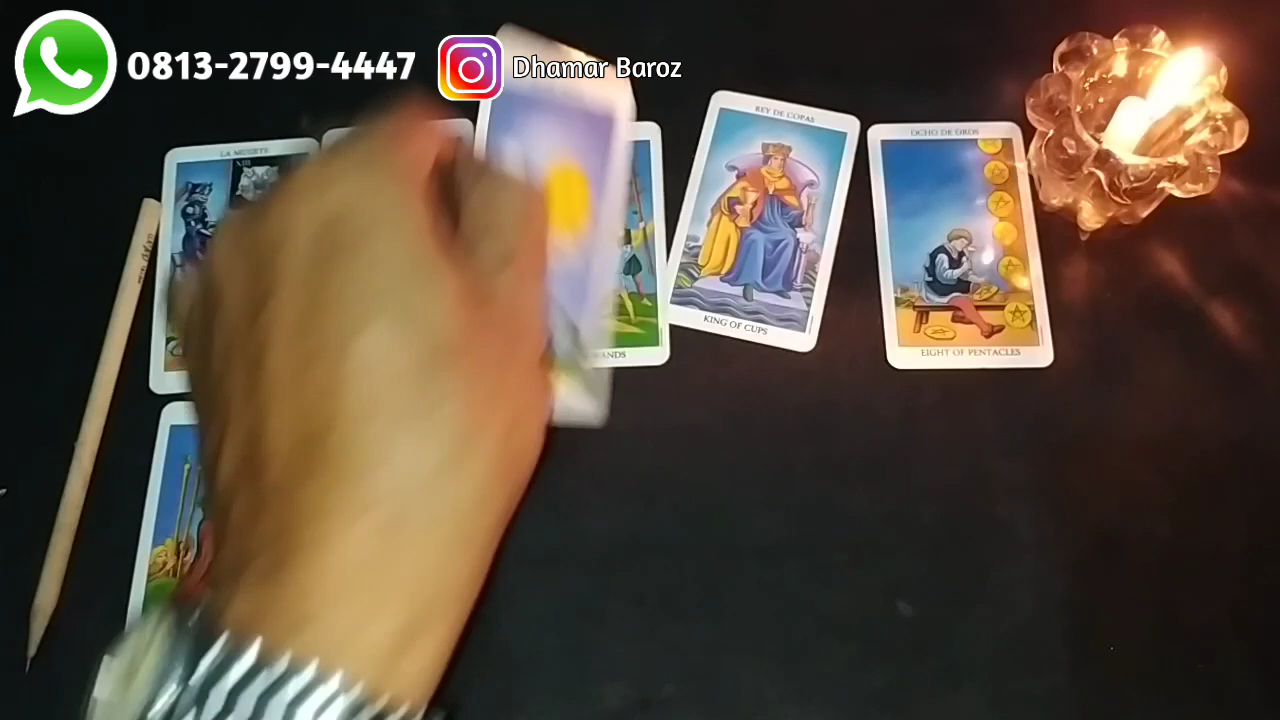 0813-2799-4447
Dhamar Baroz
LA MUERTE
XIII
REY DE COPAS
KING OF CUPS
OCHO DE OROS
EIGHT OF PENTACLES